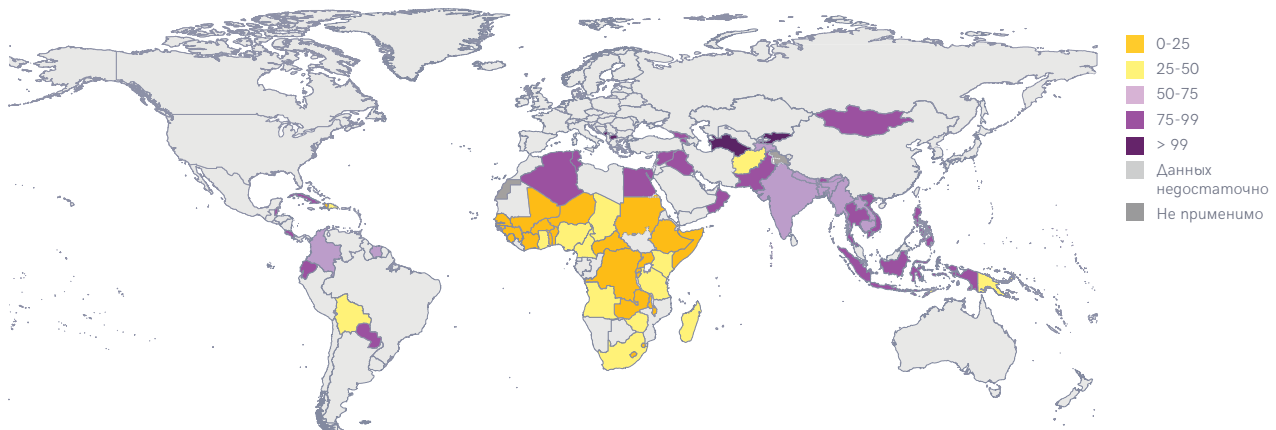 0-25
25-50
50-75
75-99
> 99
Данных
недостаточно
Не применимо